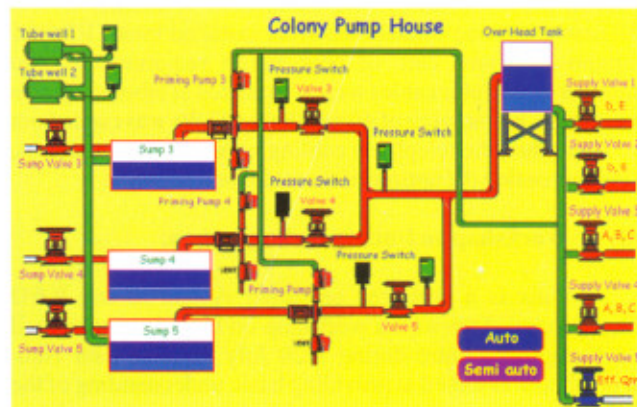 Colony Pump House
Tube well 1
Over Head Tank
Tube well 2
Priming Pump 3
Pressure Switch
Valve 3
Supply Valve 1
D, E
Pressure Switch
Supply Valve 2
D, E
Sump 3
Sump Valve 3
Priming Pump 4
Pressure Switch
Valve 4
Supply Valve 3
A, B, C
Sump 4
Sump Valve 4
Priming Pump
Pressure Switch
Supply Valve 4
A, B, C
Sump 5
Sump Valve 5
Valve 5
Auto
Semi auto
Supply Valve
Eff.